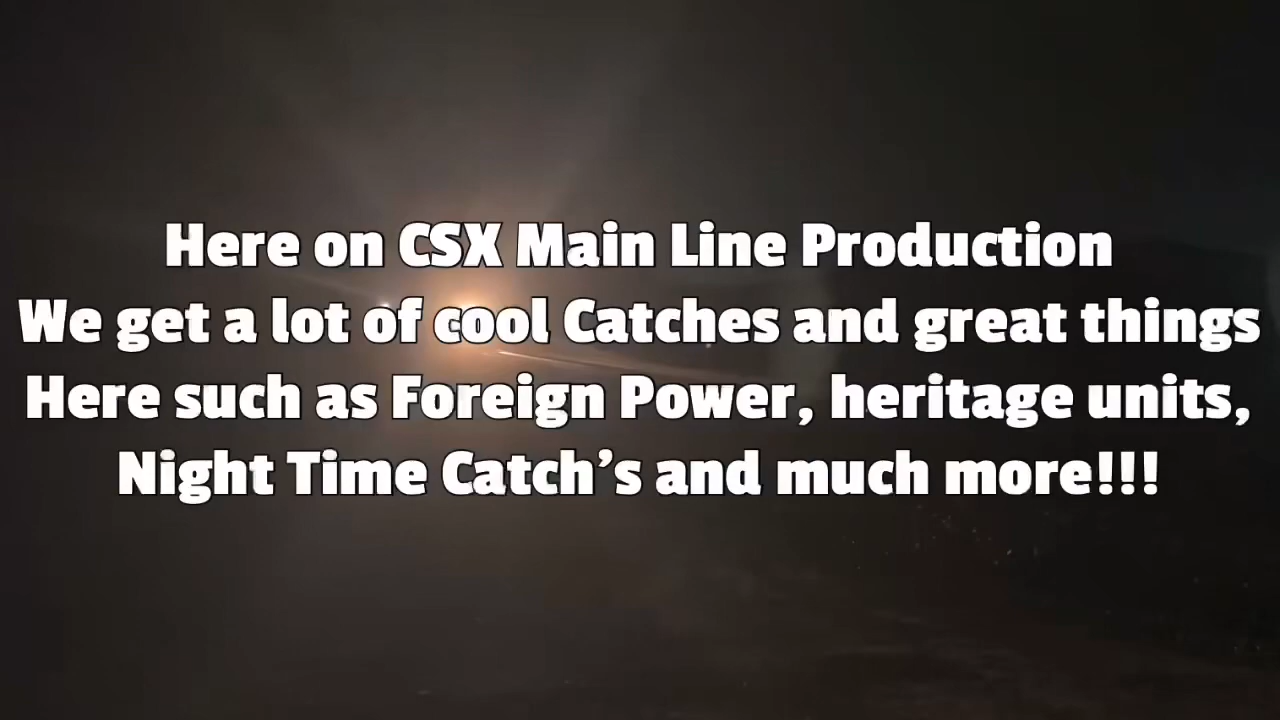 Here on CSX Main Line Production
We get a lot of cool Catches and great things
Here such as Foreign Power, heritage units,
Night Time Catch’s and much more!!!